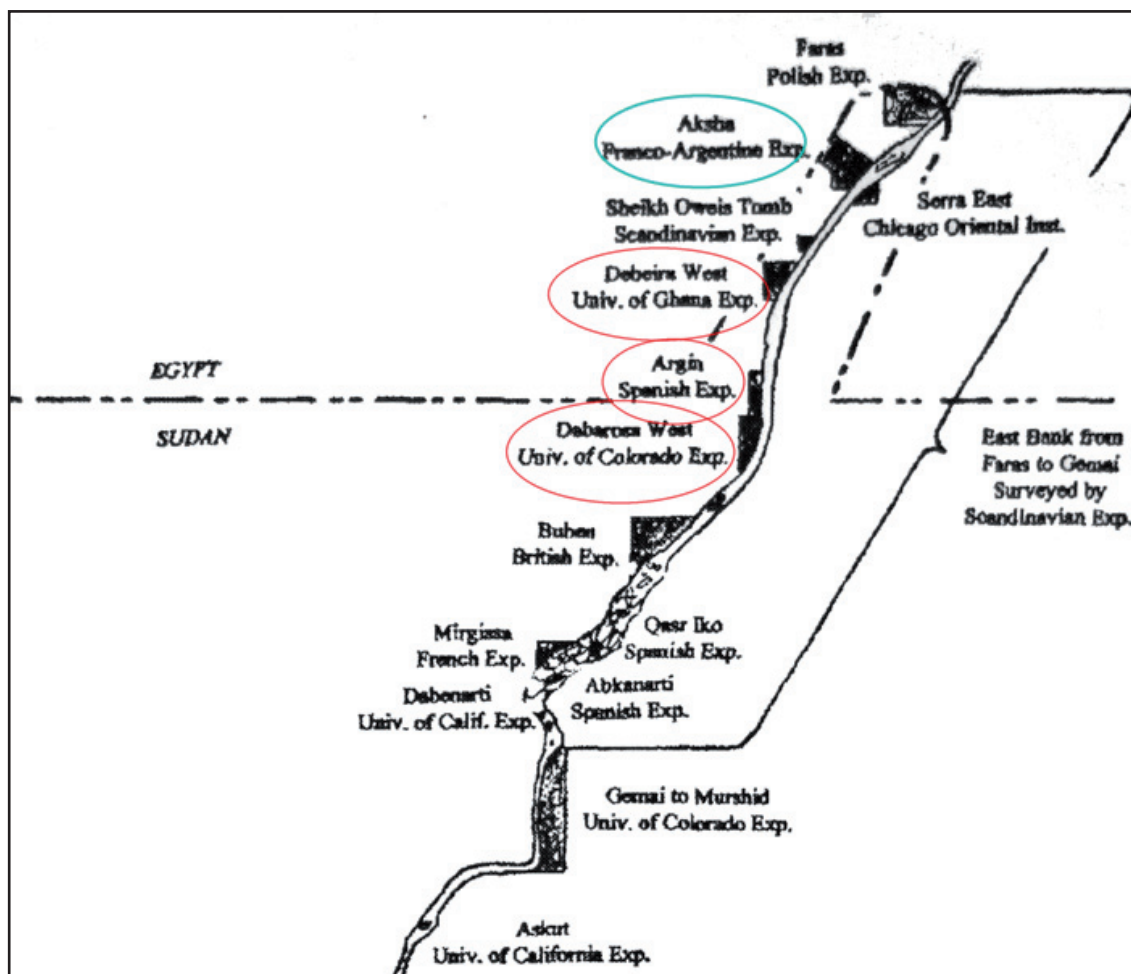 Faras
Polish Exp.
Aksha
Franco-Argentine Exp.
Serra East
Chicago Oriental Inst.
Sheikh Oweis Tomb
Scandinavian Exp.
Debeira West
Univ. of Ghana Exp.
Argin
Spanish Exp.
EGYPT
SUDAN
Dabarosa West
Univ. of Colorado Exp.
East Bank from
Faras to Gemai
Surveyed by
Scandinavian Exp.
Buhen
British Exp.
Mirgissa
French Exp.
Qasr Iko
Spanish Exp.
Dabenarti
Univ. of Calif. Exp.
Abkanarti
Spanish Exp.
Gemai to Murshid
Univ. of Colorado Exp.
Askut
Univ. of California Exp.